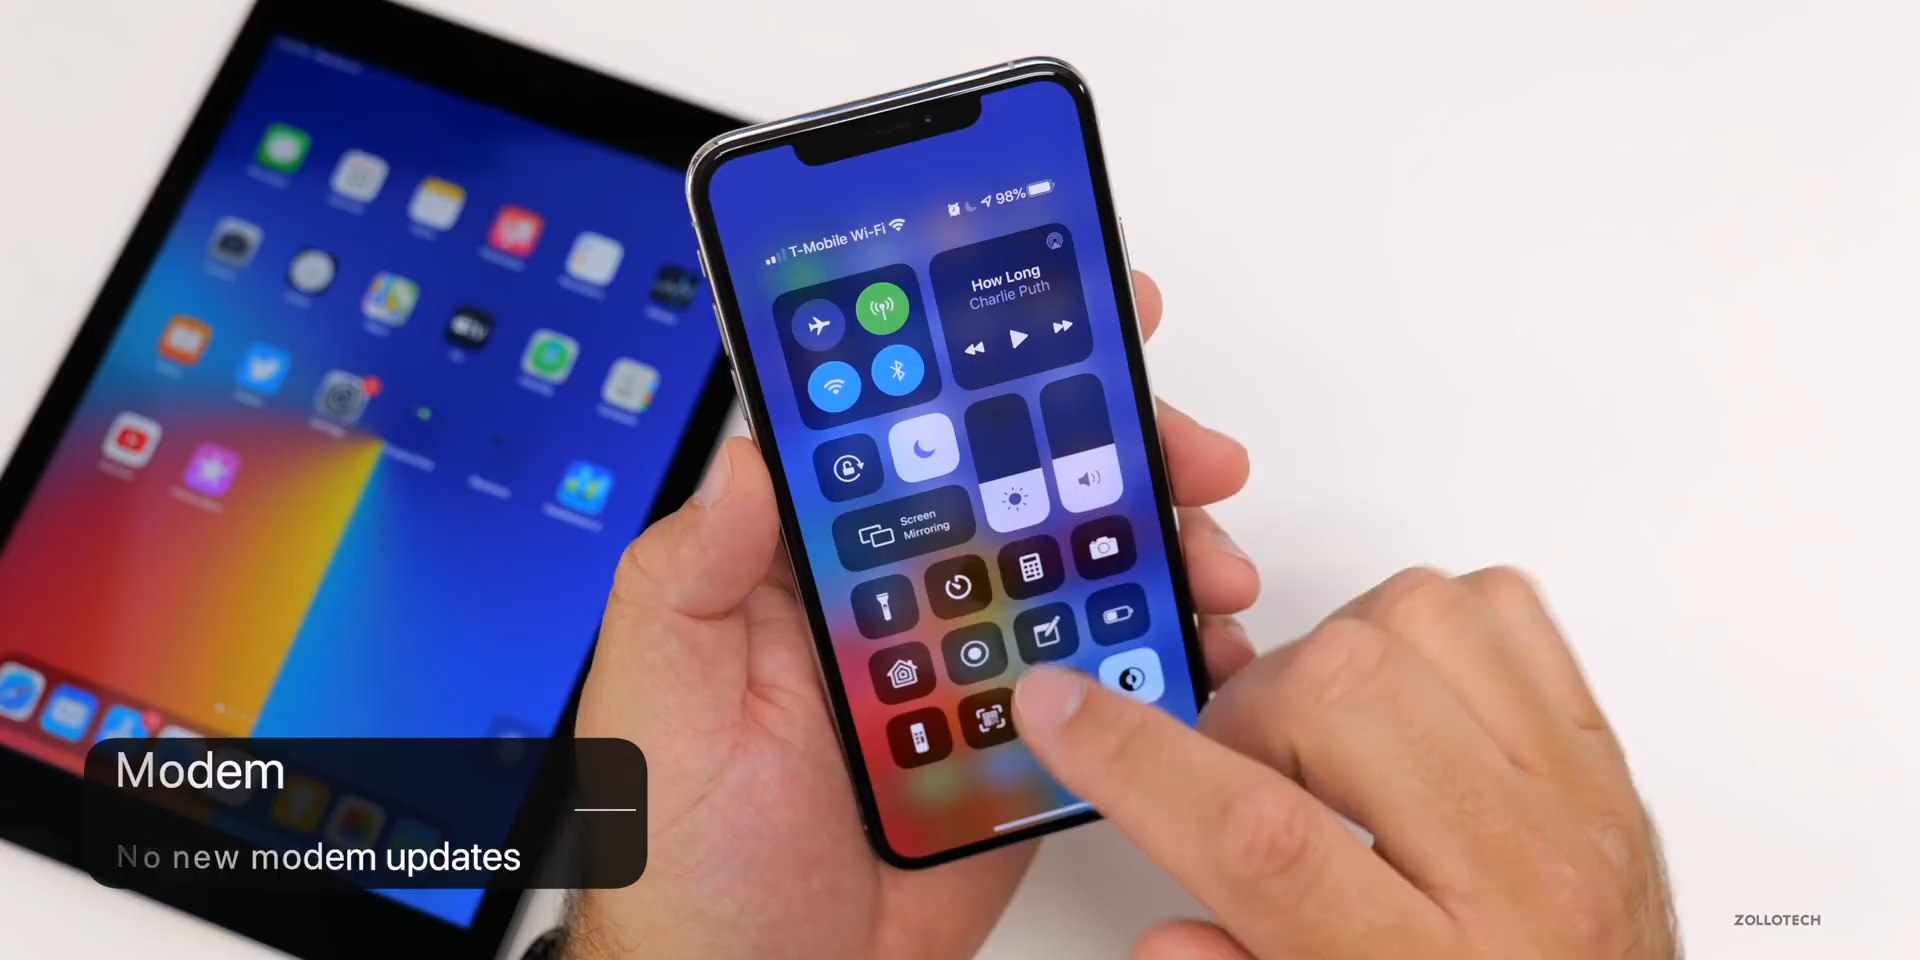 T-Mobile Wi-Fi
98%
How Long
Charlie Puth
Screen
Mirroring
Modem
No new modem updates
ZOLLOTECH